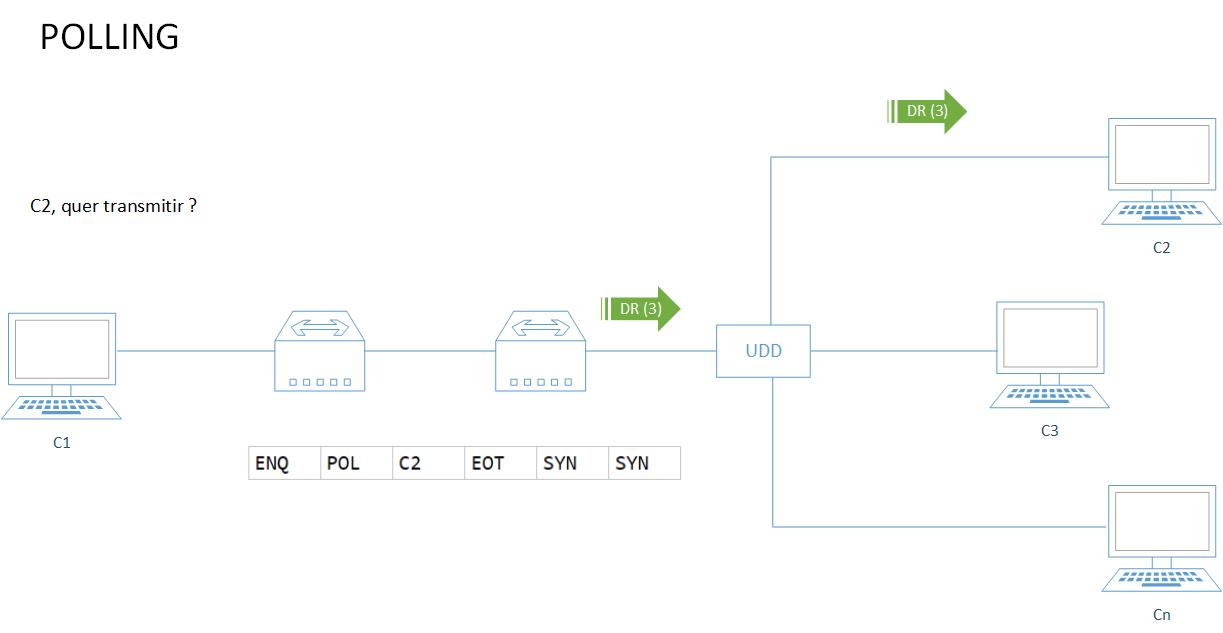 POLLING
DR (3)
C2, quer transmitir ?
C2
DR (3)
UDD
C1
C3
ENQ POL C2 EOT SYN SYN
Cn